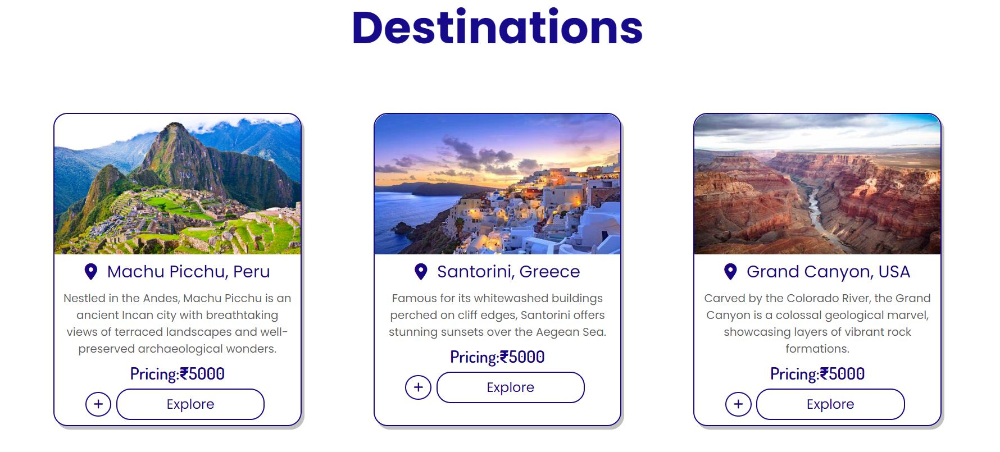 Destinations
Machu Picchu, Peru
Nestled in the Andes, Machu Picchu is an
ancient Incan city with breathtaking
views of terraced landscapes and well-
preserved archaeological wonders.
Pricing:₹5000
+ Explore
Santorini, Greece
Famous for its whitewashed buildings
perched on cliff edges, Santorini offers
stunning sunsets over the Aegean Sea.
Pricing:₹5000
+ Explore
Grand Canyon, USA
Carved by the Colorado River, the Grand
Canyon is a colossal geological marvel,
showcasing layers of vibrant rock
formations.
Pricing:₹5000
+ Explore